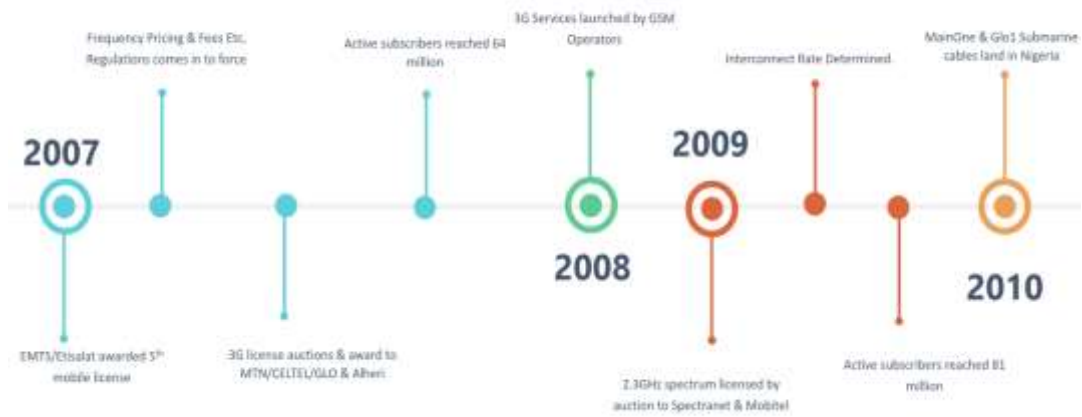 3G Services launched by GSM
Operators
Frequency Pricing & Fees Etc,
Regulations comes in to force
Active subscribers reached 64
million
Interconnect Rate Determined
MainOne & Glo1 Submarine
cables land in Nigeria
2007
2009
2008
2010
EMTS/Etisalat awarded 5th
mobile license
3G license auctions & award to
MTN/CELTEL/GLO & Alheri
2.3GHz spectrum licensed by
auction to Spectranet & Mobitel
Active subscribers reached 81
million